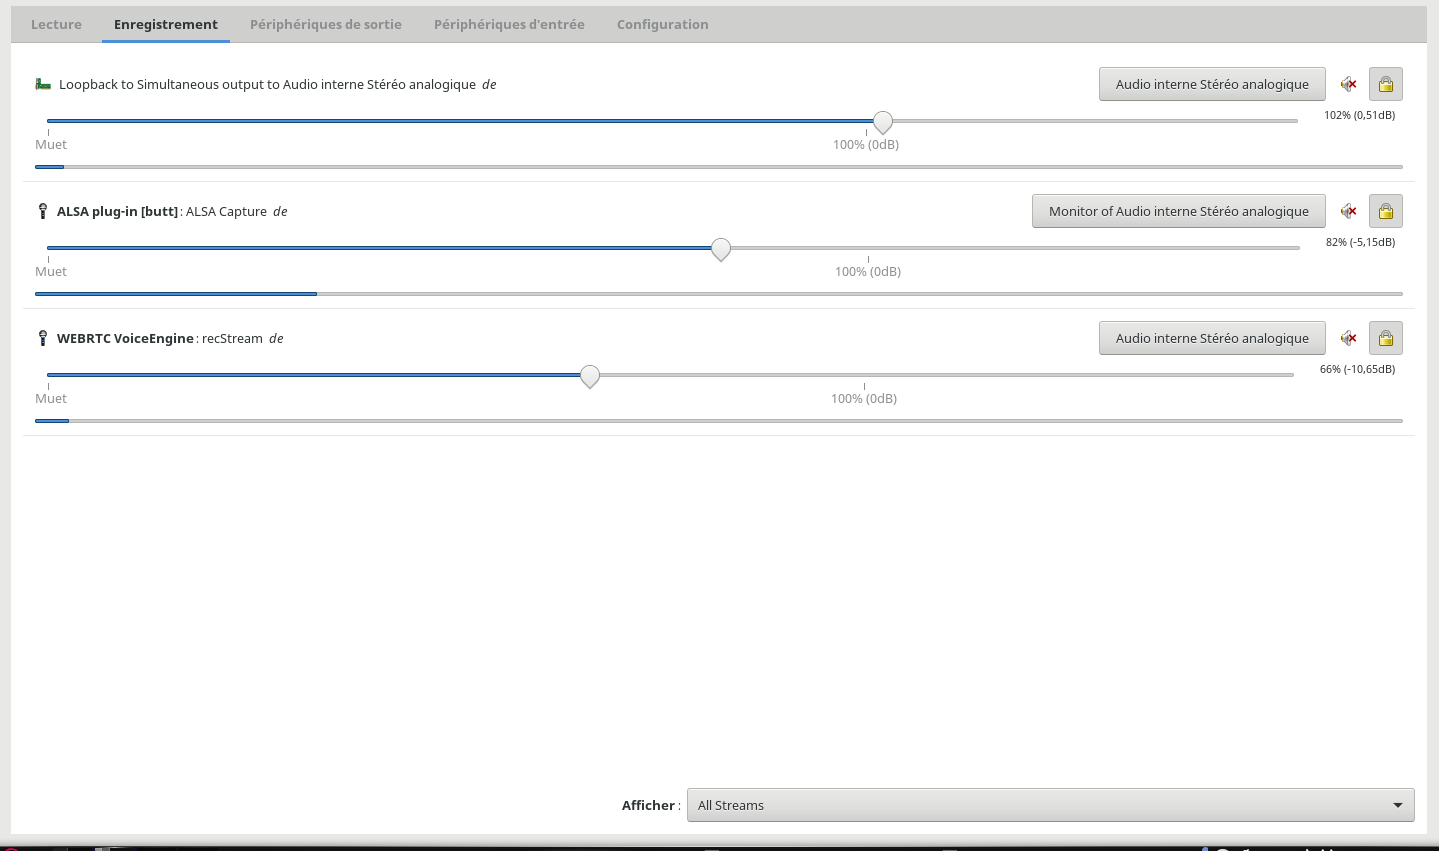 Lecture Enregistrement Périphériques de sortie Périphériques d'entrée Configuration
Loopback to Simultaneous output to Audio interne Stéréo analogique de Audio interne Stéréo analogique
102% (0,51dB)
Muet 100% (0dB)
ALSA plug-in [butt] : ALSA Capture de Monitor of Audio interne Stéréo analogique
82% (-5,15dB)
Muet 100% (0dB)
WEBRTC VoiceEngine : recStream de Audio interne Stéréo analogique
66% (-10,65dB)
Muet 100% (0dB)
Afficher : All Streams